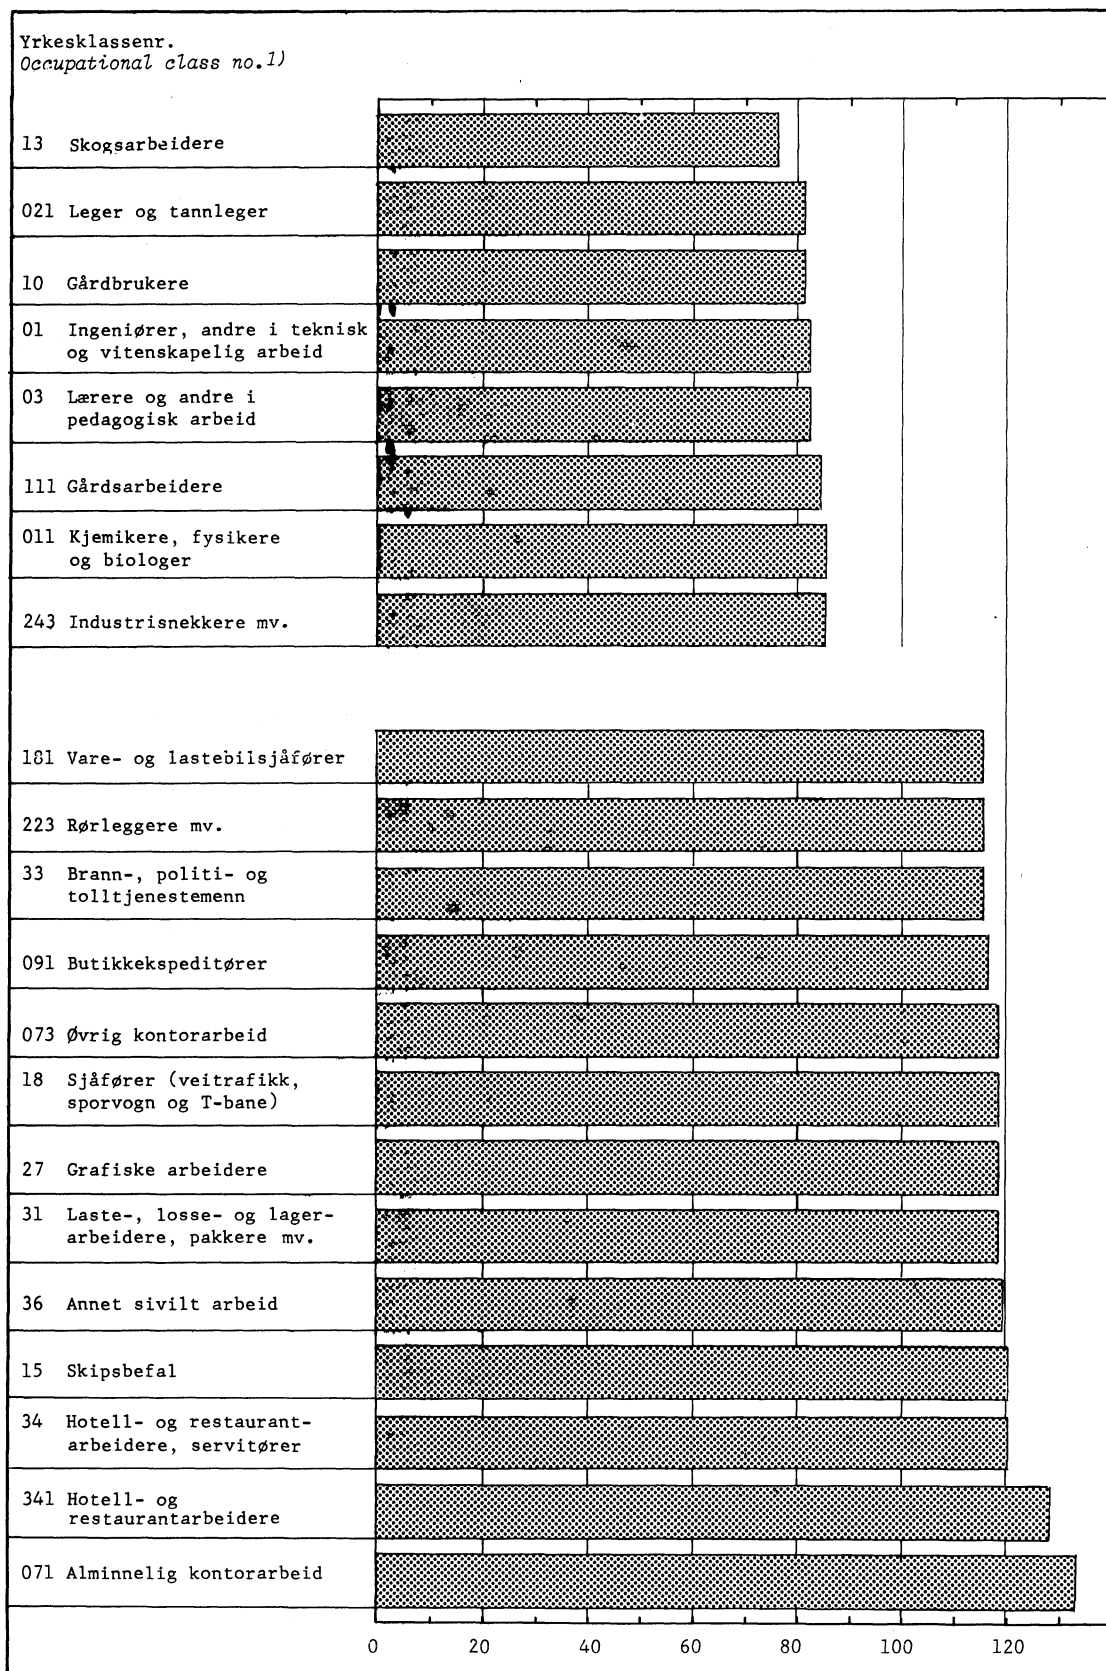 Yrkesklassenr.
Occupational class no.1)
13 Skogsarbeidere
021 Leger og tannleger
10 Gårdbrukere
01 Ingeniører, andre i teknisk
og vitenskapelig arbeid
03 Lærere og andre i
pedagogisk arbeid
111 Gårdsarbeidere
011 Kjemikere, fysikere
og biologer
243 Industrisnekkere mv.
181 Vare- og lastebilsjåfører
223 Rørleggere mv.
33 Brann-, politi- og
tolltjenestemenn
091 Butikkekspeditører
073 Øvrig kontorarbeid
18 Sjåfører (veitrafikk,
sporvogn og T-bane)
27 Grafiske arbeidere
31 Laste-, losse- og lager-
arbeidere, pakkere mv.
36 Annet sivilt arbeid
15 Skipsbefal
34 Hotell- og restaurant-
arbeidere, servitører
341 Hotell- og
restaurantarbeidere
071 Alminnelig kontorarbeid
0 20 40 60 80 100 120